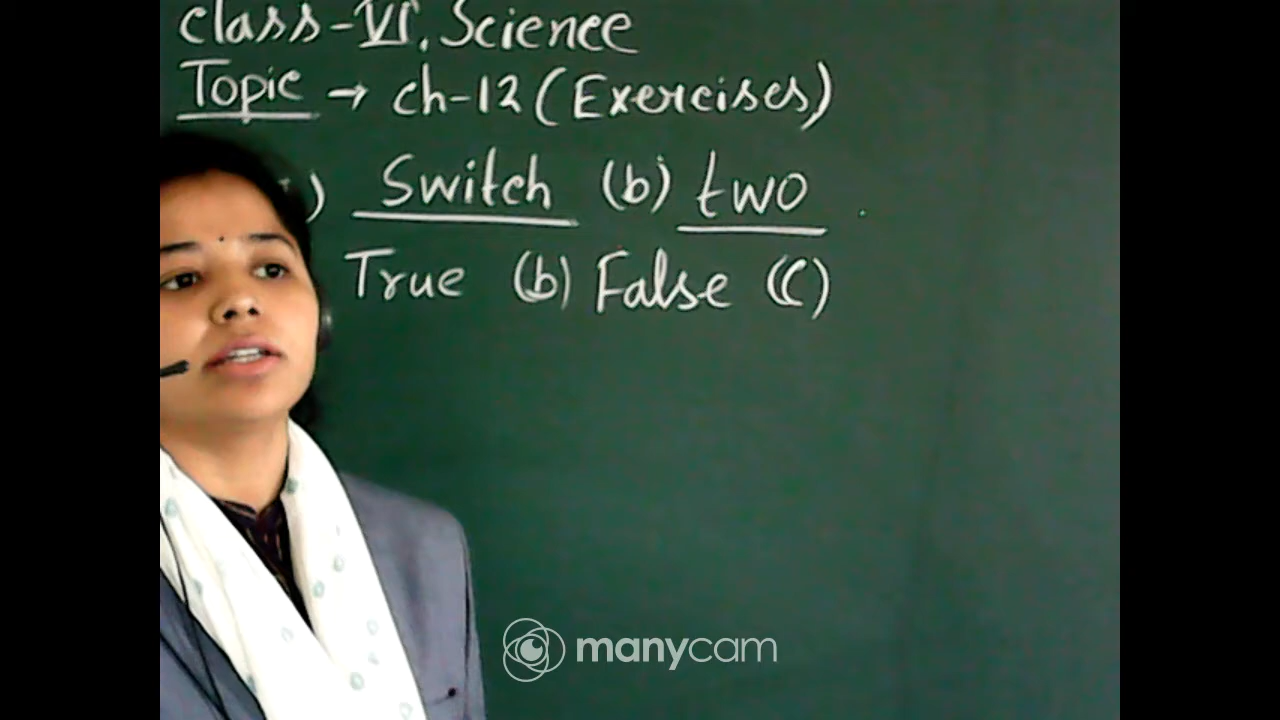 class-VI, Science
Topic → ch-12 (Exercises)
) Switch (b) two
True (b) False (C)
manycam